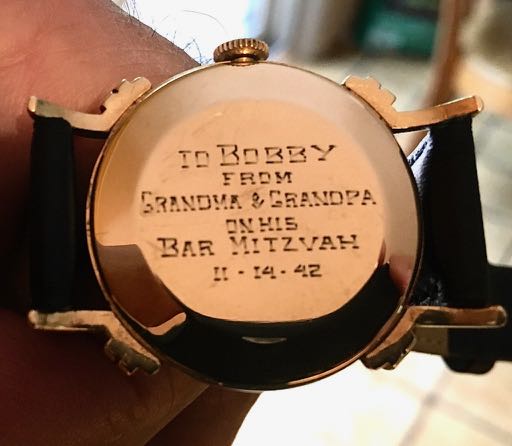 TO BOBBY
FROM
GRANDMA & GRANDPA
ON HIS
BAR MITZVAH
11 - 14 - 42